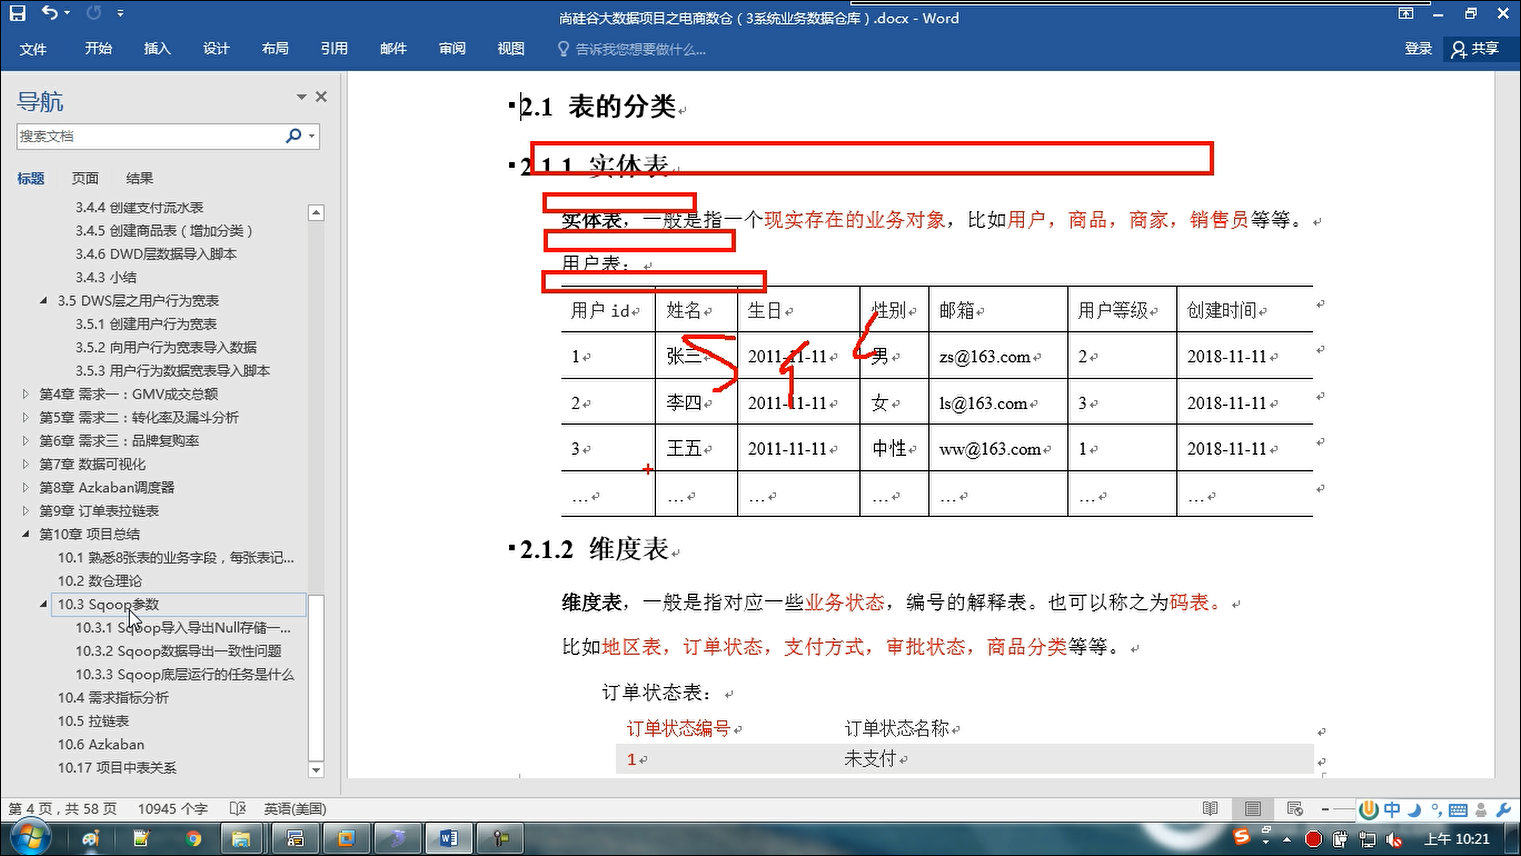 尚硅谷大数据项目之电商数仓（3系统业务数据仓库）.docx - Word
文件 开始 插入 设计 布局 引用 邮件 审阅 视图 告诉我您想要做什么... 登录 共享
导航
搜索文档
标题 页面 结果
3.4.4 创建支付流水表
3.4.5 创建商品表（增加分类）
3.4.6 DWD层数据导入脚本
3.4.3 小结
3.5 DWS层之用户行为宽表
3.5.1 创建用户行为宽表
3.5.2 向用户行为宽表导入数据
3.5.3 用户行为数据宽表导入脚本
第4章 需求一：GMV成交总额
第5章 需求二：转化率及漏斗分析
第6章 需求三：品牌复购率
第7章 数据可视化
第8章 Azkaban调度器
第9章 订单表拉链表
第10章 项目总结
10.1 熟悉8张表的业务字段，每张表记...
10.2 数仓理论
10.3 Sqoop参数
10.3.1 Sqoop导入导出Null存储一...
10.3.2 Sqoop数据导出一致性问题
10.3.3 Sqoop底层运行的任务是什么
10.4 需求指标分析
10.5 拉链表
10.6 Azkaban
10.17 项目中表关系
2.1 表的分类
2.1.1 实体表
实体表，一般是指一个现实存在的业务对象，比如用户，商品，商家，销售员等等。
用户表：
用户 id 姓名 生日 性别 邮箱 用户等级 创建时间
1 张三 2011-11-11 男 zs@163.com 2 2018-11-11
2 李四 2011-11-11 女 ls@163.com 3 2018-11-11
3 王五 2011-11-11 中性 ww@163.com 1 2018-11-11
… … … … … … …
2.1.2 维度表
维度表，一般是指对应一些业务状态，编号的解释表。也可以称之为码表。
比如地区表，订单状态，支付方式，审批状态，商品分类等等。
订单状态表：
订单状态编号 订单状态名称
1 未支付
第 4 页，共 58 页 10945 个字 英语(美国)
中
上午 10:21